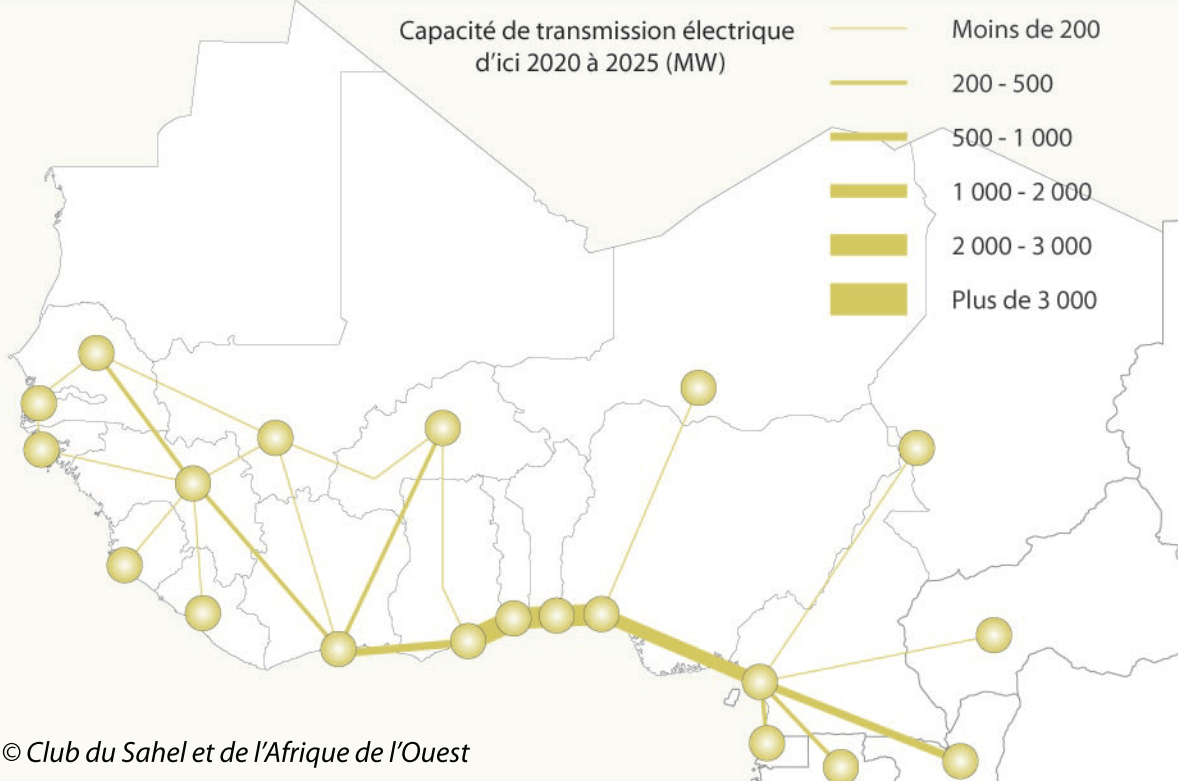 Capacité de transmission électrique
d’ici 2020 à 2025 (MW)
Moins de 200
200 - 500
500 - 1 000
1 000 - 2 000
2 000 - 3 000
Plus de 3 000
© Club du Sahel et de l’Afrique de l’Ouest